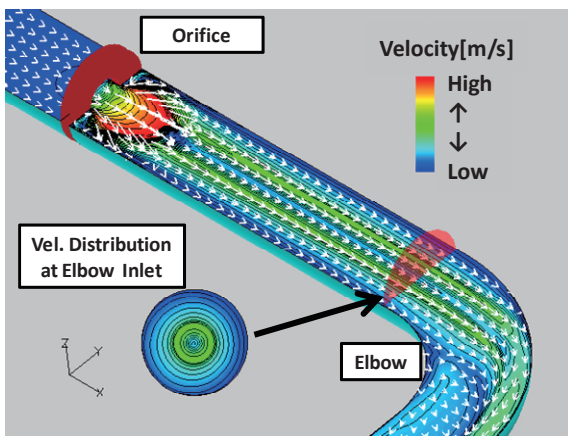 Orifice
Velocity[m/s]
High
↑
↓
Low
Vel. Distribution
at Elbow Inlet
Elbow
Z
Y
X